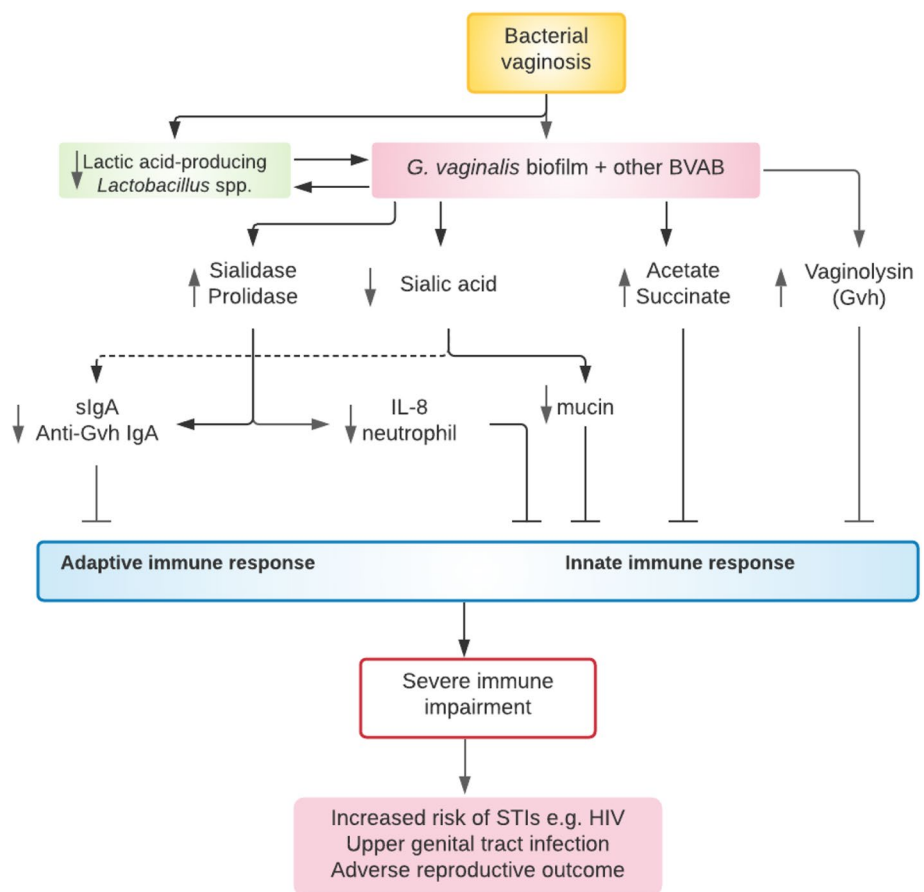 Bacterial
vaginosis
Lactic acid-producing
Lactobacillus spp.
G. vaginalis biofilm + other BVAB
Sialidase
Prolidase
Sialic acid
Acetate
Succinate
Vaginolysin
(Gvh)
sIgA
Anti-Gvh IgA
IL-8
neutrophil
mucin
Adaptive immune response
Innate immune response
Severe immune
impairment
Increased risk of STIs e.g. HIV
Upper genital tract infection
Adverse reproductive outcome